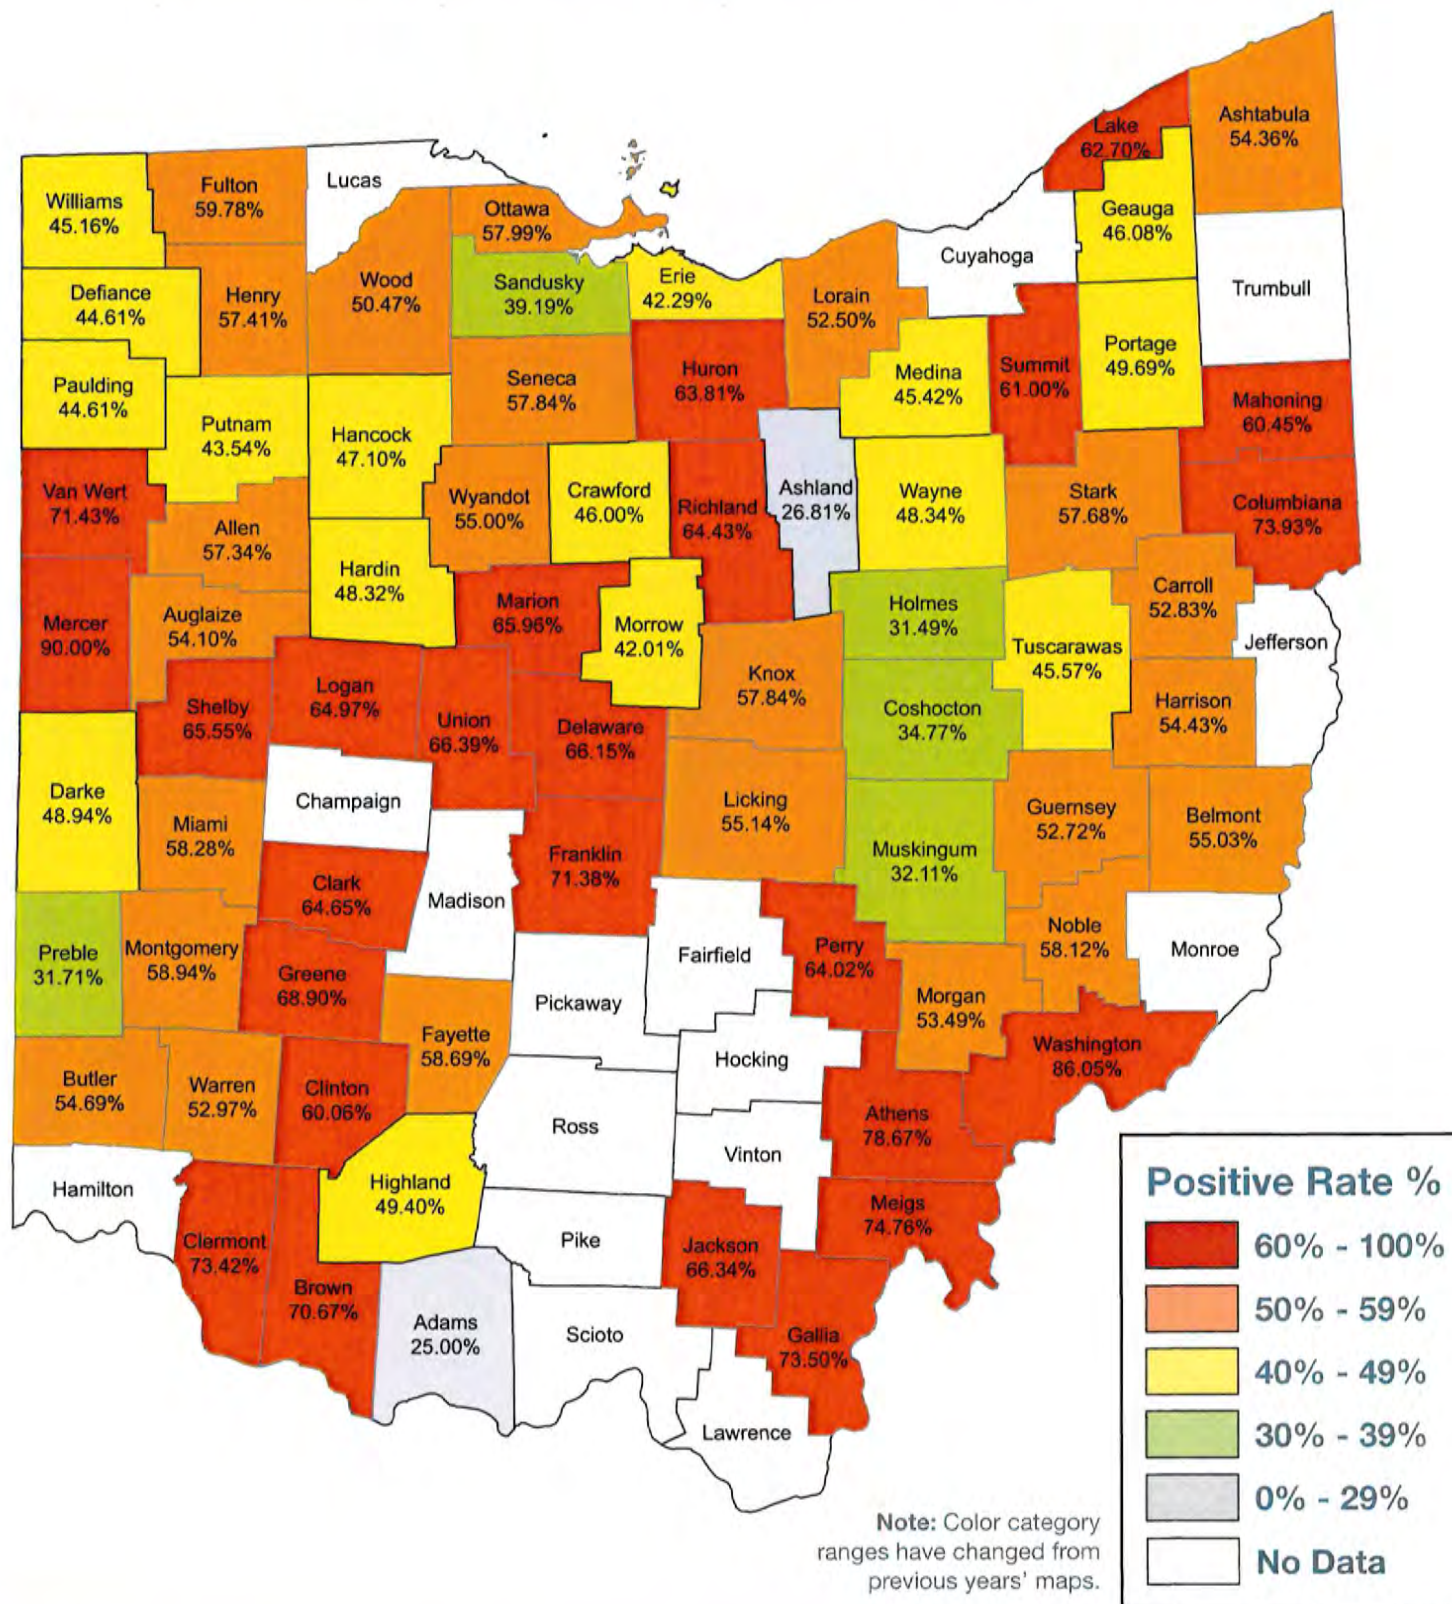 Lake
62.70%
Ashtabula
54.36%
Williams
45.16%
Fulton
59.78%
Lucas
Ottawa
57.99%
Geauga
46.08%
Cuyahoga
Defiance
44.61%
Henry
57.41%
Wood
50.47%
Sandusky
39.19%
Erie
42.29%
Lorain
52.50%
Trumbull
Paulding
44.61%
Putnam
43.54%
Hancock
47.10%
Seneca
57.84%
Huron
63.81%
Medina
45.42%
Summit
61.00%
Portage
49.69%
Mahoning
60.45%
Van Wert
71.43%
Allen
57.34%
Wyandot
55.00%
Crawford
46.00%
Richland
64.43%
Ashland
26.81%
Wayne
48.34%
Stark
57.68%
Columbiana
73.93%
Mercer
90.00%
Auglaize
54.10%
Hardin
48.32%
Marion
65.96%
Morrow
42.01%
Holmes
31.49%
Tuscarawas
45.57%
Carroll
52.83%
Jefferson
Shelby
65.55%
Logan
64.97%
Union
66.39%
Delaware
66.15%
Knox
57.84%
Coshocton
34.77%
Harrison
54.43%
Darke
48.94%
Miami
58.28%
Champaign
Licking
55.14%
Muskingum
32.11%
Guernsey
52.72%
Belmont
55.03%
Clark
64.65%
Madison
Franklin
71.38%
Preble
31.71%
Montgomery
58.94%
Greene
68.90%
Fairfield
Perry
64.02%
Noble
58.12%
Monroe
Pickaway
Morgan
53.49%
Fayette
58.69%
Hocking
Washington
86.05%
Butler
54.69%
Warren
52.97%
Clinton
60.06%
Ross
Vinton
Athens
78.67%
Hamilton
Highland
49.40%
Clermont
73.42%
Brown
70.67%
Pike
Jackson
66.34%
Meigs
74.76%
Adams
25.00%
Scioto
Gallia
73.50%
Lawrence
Positive Rate %
60% - 100%
50% - 59%
40% - 49%
30% - 39%
0% - 29%
No Data
Note: Color category
ranges have changed from
previous years' maps.